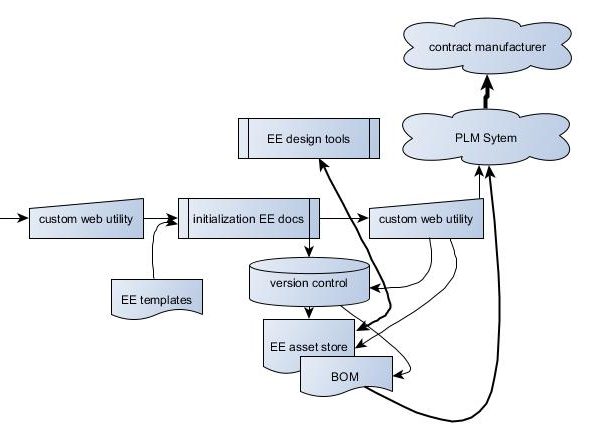 contract manufacturer
PLM Sytem
EE design tools
custom web utility
initialization EE docs
custom web utility
version control
EE templates
EE asset store
BOM